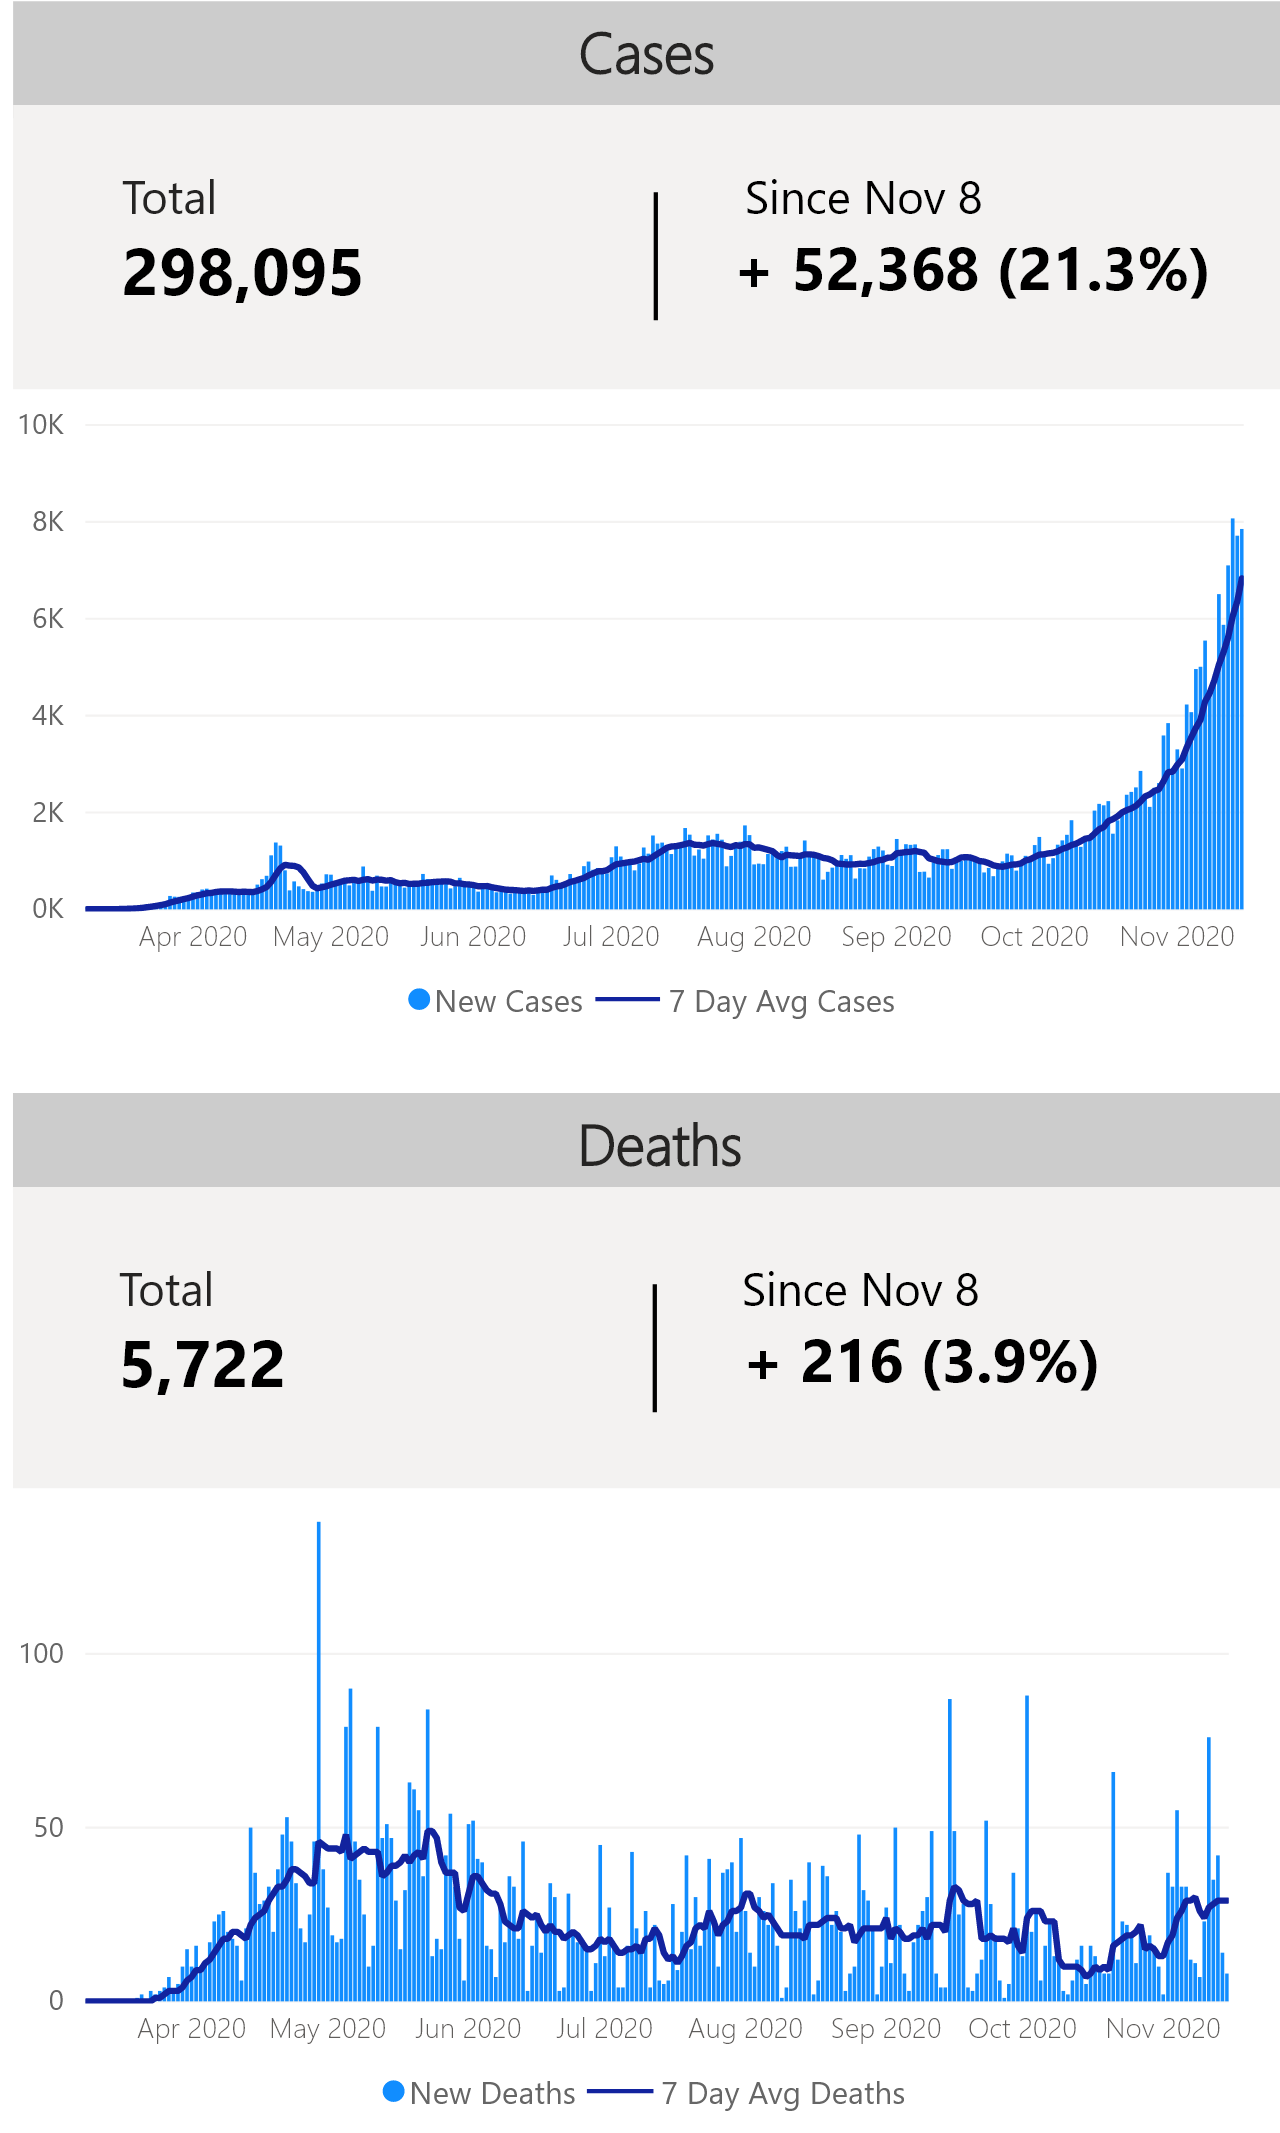 Cases
Total
Since Nov 8
298,095
+ 52,368 (21.3%)
10K
8K
6K
4K
2K
0K
Apr 2020 May 2020 Jun 2020 Jul 2020 Aug 2020 Sep 2020 Oct 2020 Nov 2020
New Cases 7 Day Avg Cases
Deaths
Total
Since Nov 8
5,722
+ 216 (3.9%)
100
50
0
Apr 2020 May 2020 Jun 2020 Jul 2020 Aug 2020 Sep 2020 Oct 2020 Nov 2020
New Deaths 7 Day Avg Deaths